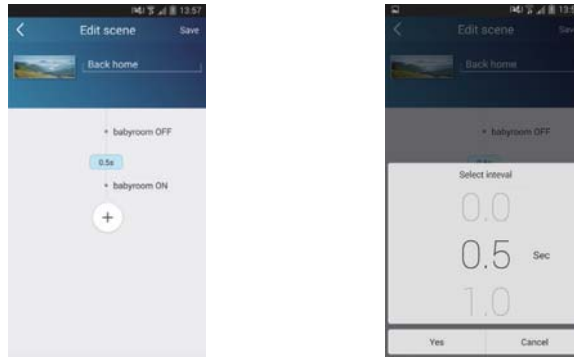 13:57
Edit scene
Save
Back home
babyroom OFF
0.5s
babyroom ON
+
Edit scene
Back home
babyroom OFF
Select inteval
0.0
0.5 Sec
1.0
Yes
Cancel